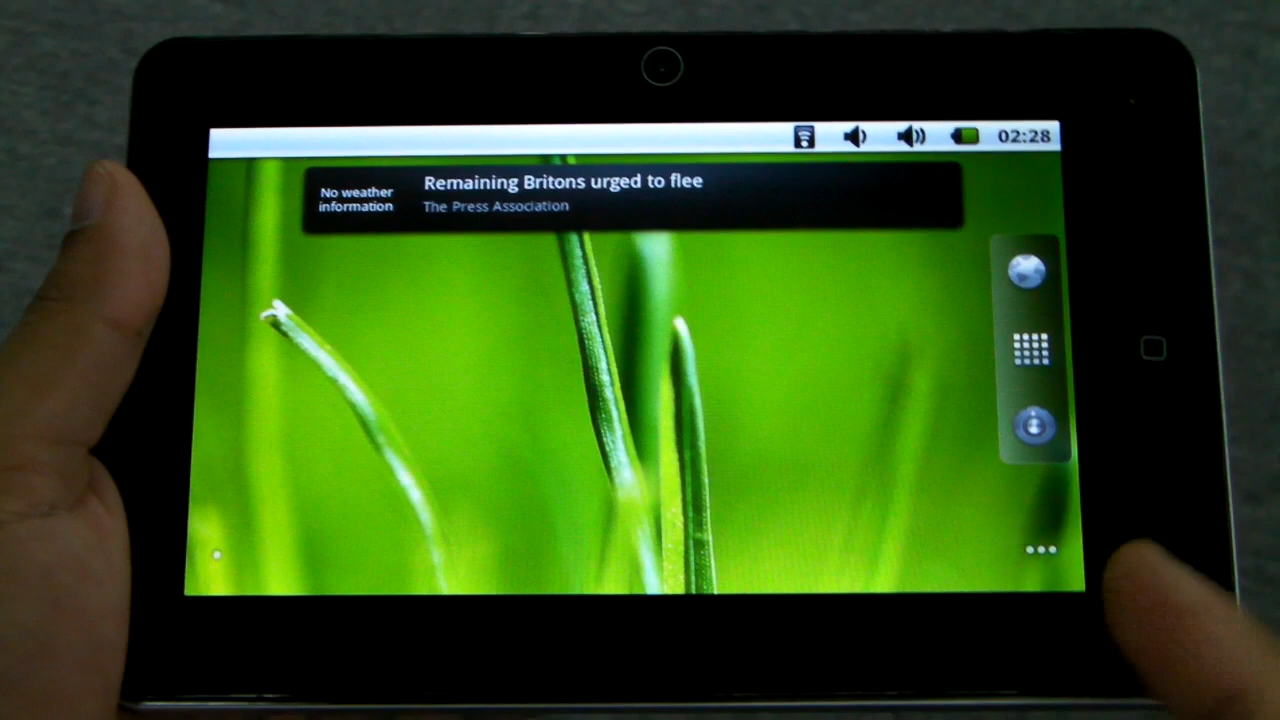 02:28
No weather
information
Remaining Britons urged to flee
The Press Association